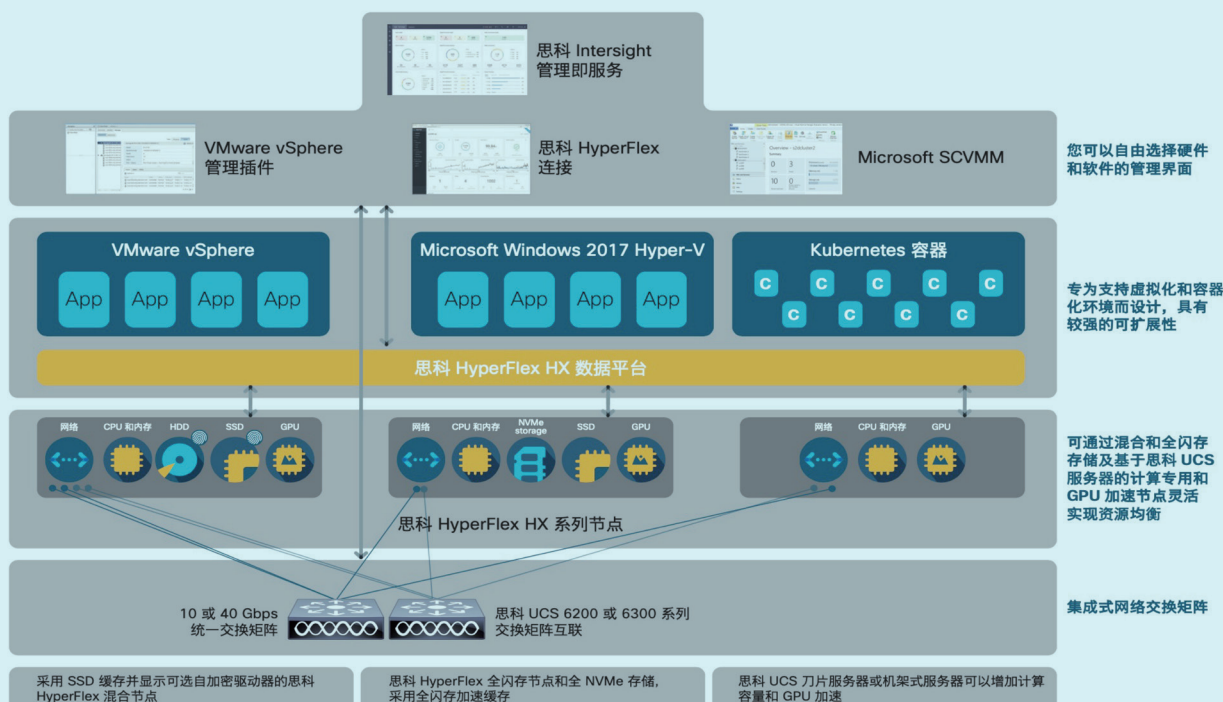 思科 Intersight
管理即服务
VMware vSphere
管理插件
思科 HyperFlex
连接
Microsoft SCVMM
您可以自由选择硬件
和软件的管理界面
VMware vSphere
App
App
App
App
Microsoft Windows 2017 Hyper-V
App
App
App
App
Kubernetes 容器
C
C
C
C
C
C
C
C
C
专为支持虚拟化和容器
化环境而设计，具有
较强的可扩展性
思科 HyperFlex HX 数据平台
网络
CPU 和内存
HDD
SSD
GPU
网络
CPU 和内存
NVMe
storage
SSD
GPU
网络
CPU 和内存
GPU
思科 HyperFlex HX 系列节点
可通过混合和全闪存
存储及基于思科 UCS
服务器的计算专用和
GPU 加速节点灵活
实现资源均衡
10 或 40 Gbps
统一交换矩阵
思科 UCS 6200 或 6300 系列
交换矩阵互联
集成式网络交换矩阵
采用 SSD 缓存并显示可选自加密驱动器的思科
HyperFlex 混合节点
思科 HyperFlex 全闪存节点和全 NVMe 存储，
采用全闪存加速缓存
思科 UCS 刀片服务器或机架式服务器可以增加计算
容量和 GPU 加速